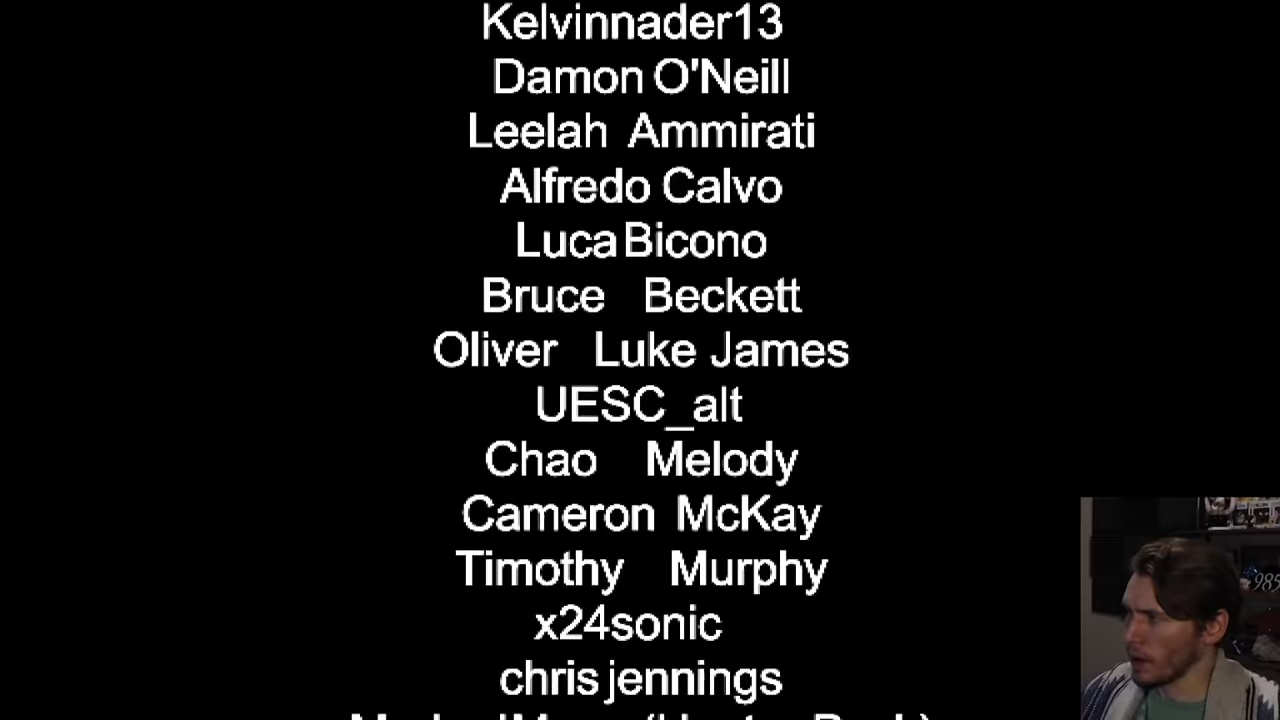 Kelvinnader13
Damon O'Neill
Leelah Ammirati
Alfredo Calvo
Luca Bicono
Bruce Beckett
Oliver Luke James
UESC_alt
Chao Melody
Cameron McKay
Timothy Murphy
x24sonic
chris jennings
985